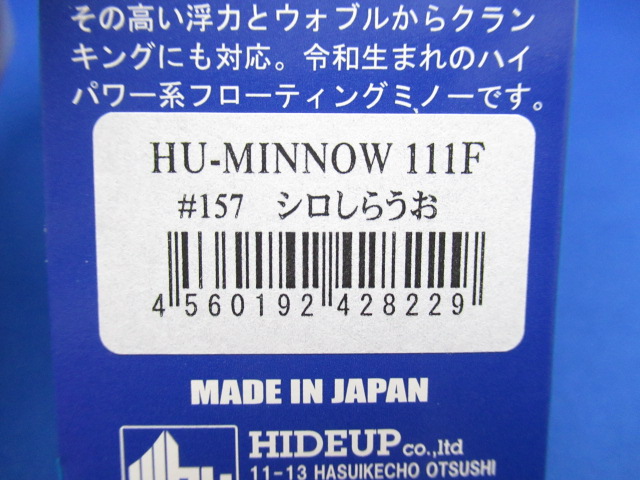 その高い浮力とウォブルからクラン
キングにも対応。令和生まれのハイ
パワー系フローティングミノーです。
HU-MINNOW 111F
#157 シロしらうお
4 560192 428229
MADE IN JAPAN
HIDEUP co.,ltd
11-13 HASUIKECHO OTSUSHI